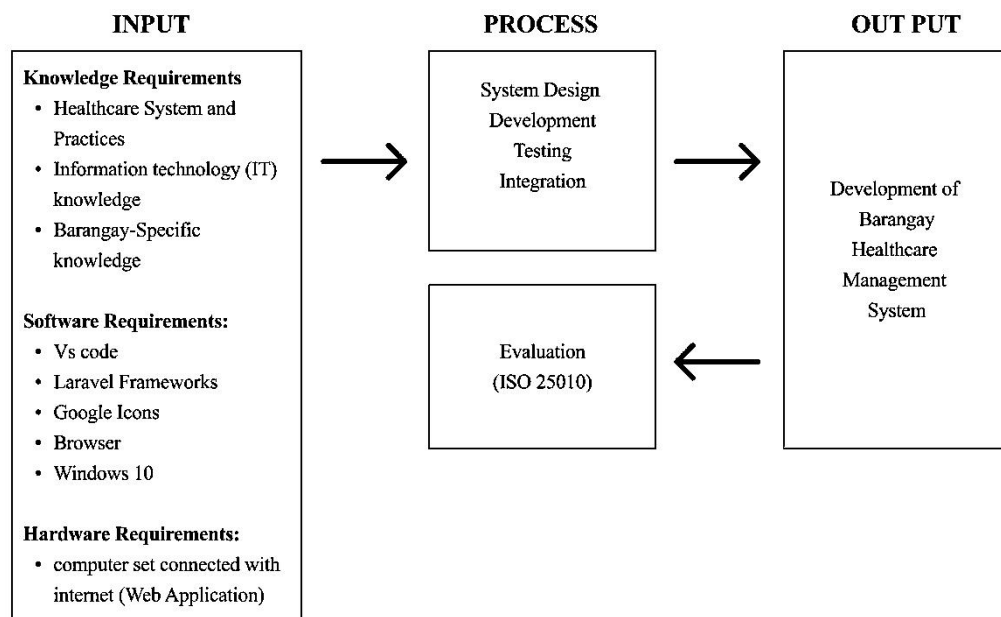 INPUT
Knowledge Requirements
• Healthcare System and
Practices
• Information technology (IT)
knowledge
• Barangay-Specific
knowledge
Software Requirements:
• Vs code
• Laravel Frameworks
• Google Icons
• Browser
• Windows 10
Hardware Requirements:
• computer set connected with
internet (Web Application)
PROCESS
System Design
Development
Testing
Integration
Evaluation
(ISO 25010)
OUT PUT
Development of
Barangay
Healthcare
Management
System